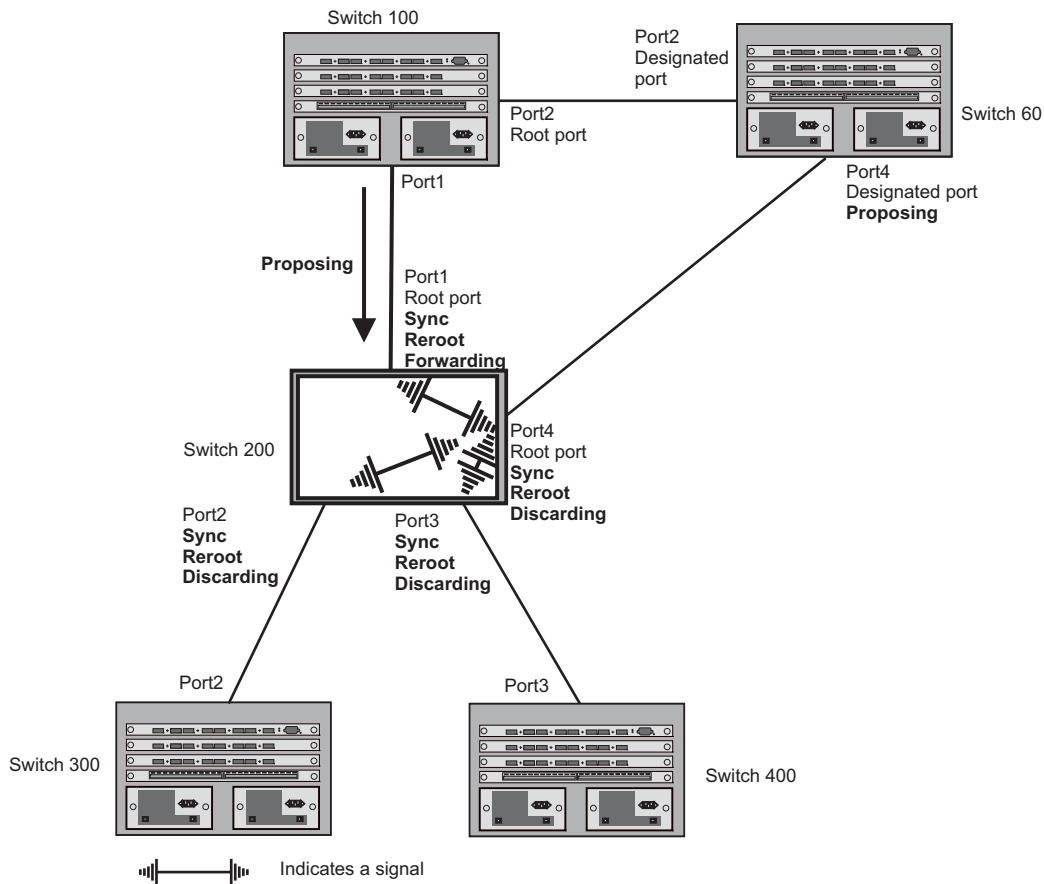 Switch 100
Port2
Designated
port
Port2
Root port
Switch 60
Port1
Port4
Designated port
Proposing
Proposing
Port1
Root port
Sync
Reroot
Forwarding
Switch 200
Port4
Root port
Sync
Reroot
Discarding
Port2
Sync
Reroot
Discarding
Port3
Sync
Reroot
Discarding
Port2
Port3
Switch 300
Switch 400
Indicates a signal